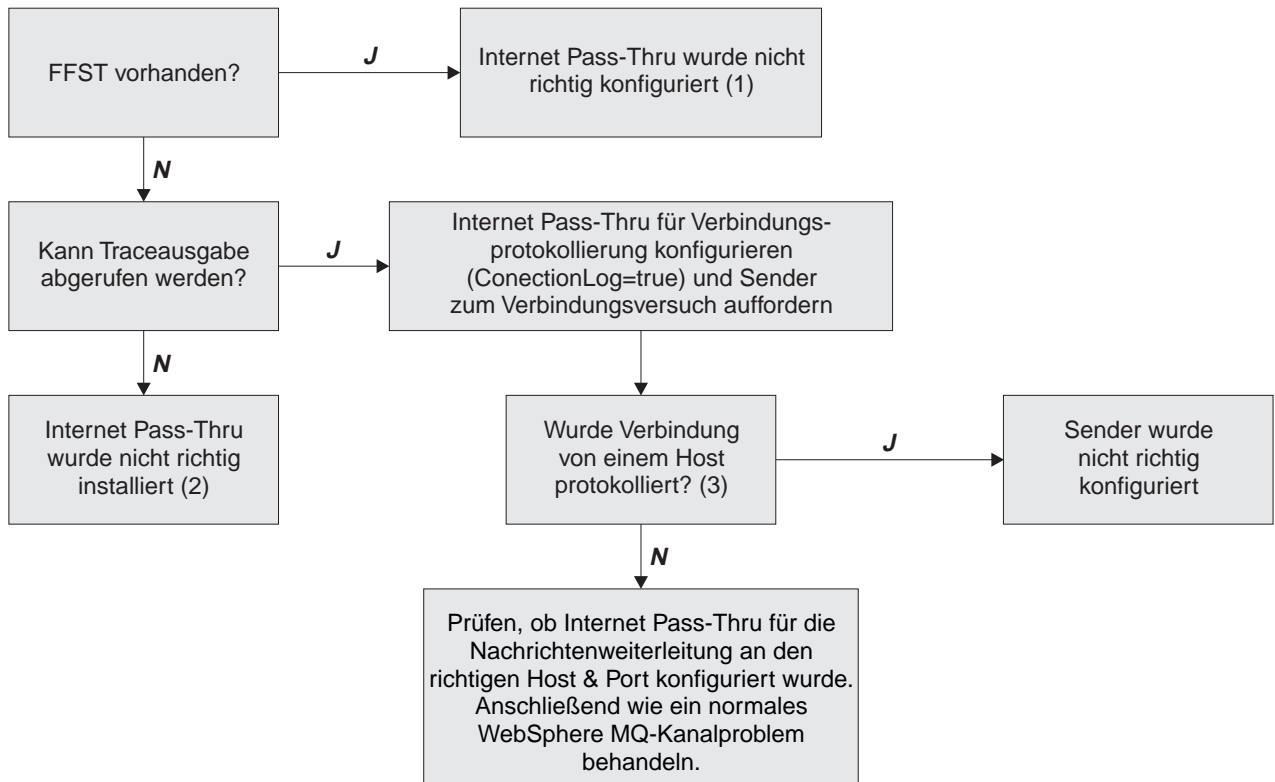 FFST vorhanden?
J
Internet Pass-Thru wurde nicht
richtig konfiguriert (1)
N
Kann Traceausgabe
abgerufen werden?
J
Internet Pass-Thru für Verbindungs-
protokollierung konfigurieren
(ConectionLog=true) und Sender
zum Verbindungsversuch auffordern
N
Internet Pass-Thru
wurde nicht richtig
installiert (2)
Wurde Verbindung
von einem Host
protokolliert? (3)
J
Sender wurde
nicht richtig
konfiguriert
N
Prüfen, ob Internet Pass-Thru für die
Nachrichtenweiterleitung an den
richtigen Host & Port konfiguriert wurde.
Anschließend wie ein normales
WebSphere MQ-Kanalproblem
behandeln.